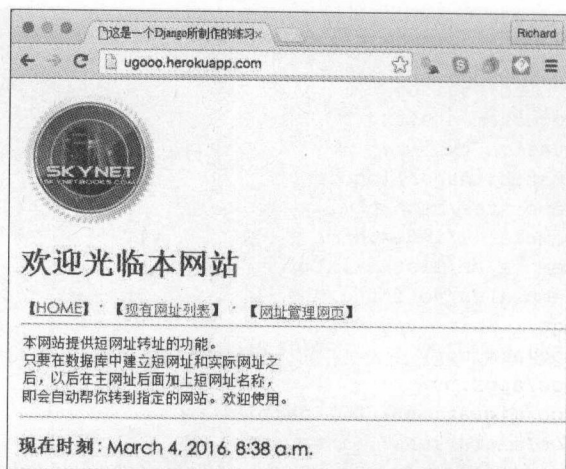 这是一个Django所制作的练习×
Richard
ugooo.herokuapp.com
SKYNET
SKYNETBOOKS.COM
欢迎光临本网站
【HOME】 · 【现有网址列表】 · 【网址管理网页】
本网站提供短网址转址的功能。
只要在数据库中建立短网址和实际网址之
后，以后在主网址后面加上短网址名称，
即会自动帮你转到指定的网站。欢迎使用。
现在时刻：March 4, 2016, 8:38 a.m.